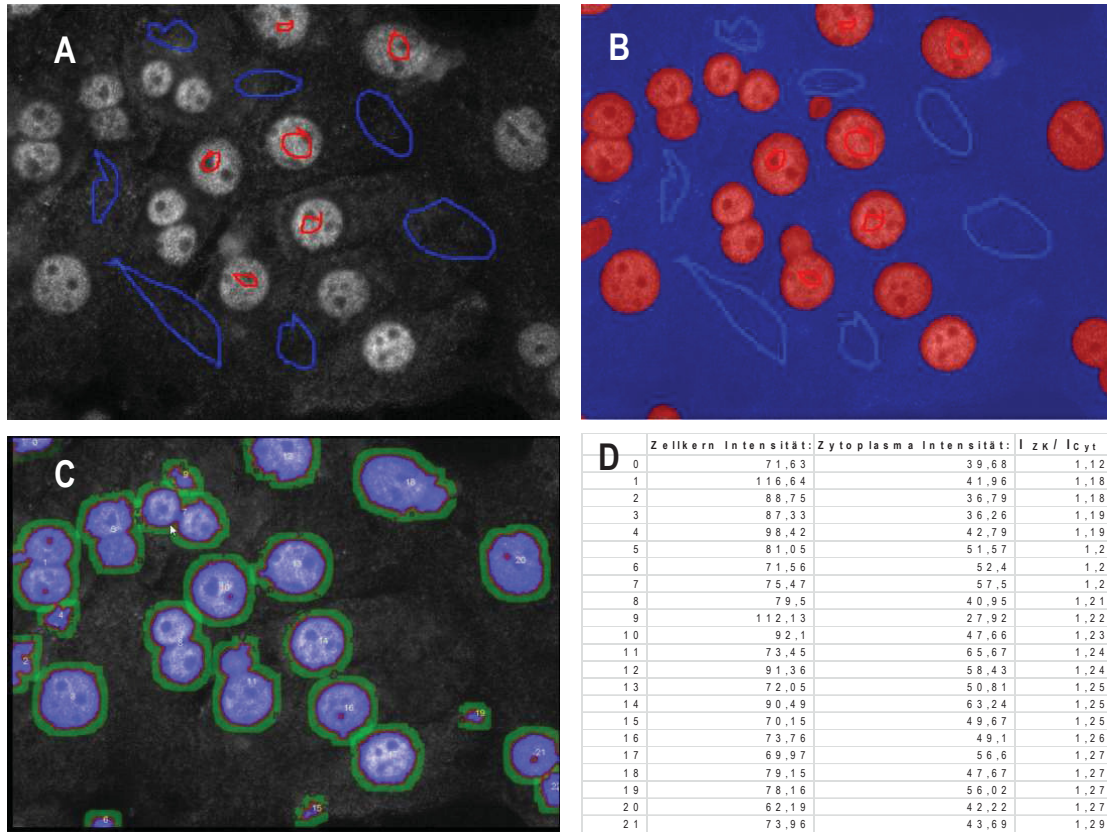 A
B
C
D
Zellkern Intensität: Zytoplasma Intensität: I ZK / I Cyt
0 71,63 39,68 1,12
1 116,64 41,96 1,18
2 88,75 36,79 1,18
3 87,33 36,26 1,19
4 98,42 42,79 1,19
5 81,05 51,57 1,2
6 71,56 52,4 1,2
7 75,47 57,5 1,2
8 79,5 40,95 1,21
9 112,13 27,92 1,22
10 92,1 47,66 1,23
11 73,45 65,67 1,24
12 91,36 58,43 1,24
13 72,05 50,81 1,25
14 90,49 63,24 1,25
15 70,15 49,67 1,25
16 73,76 49,1 1,26
17 69,97 56,6 1,27
18 79,15 47,67 1,27
19 78,16 56,02 1,27
20 62,19 42,22 1,27
21 73,96 43,69 1,29